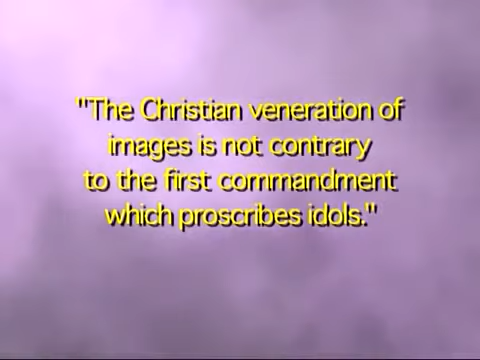 "The Christian veneration of
images is not contrary
to the first commandment
which proscribes idols."